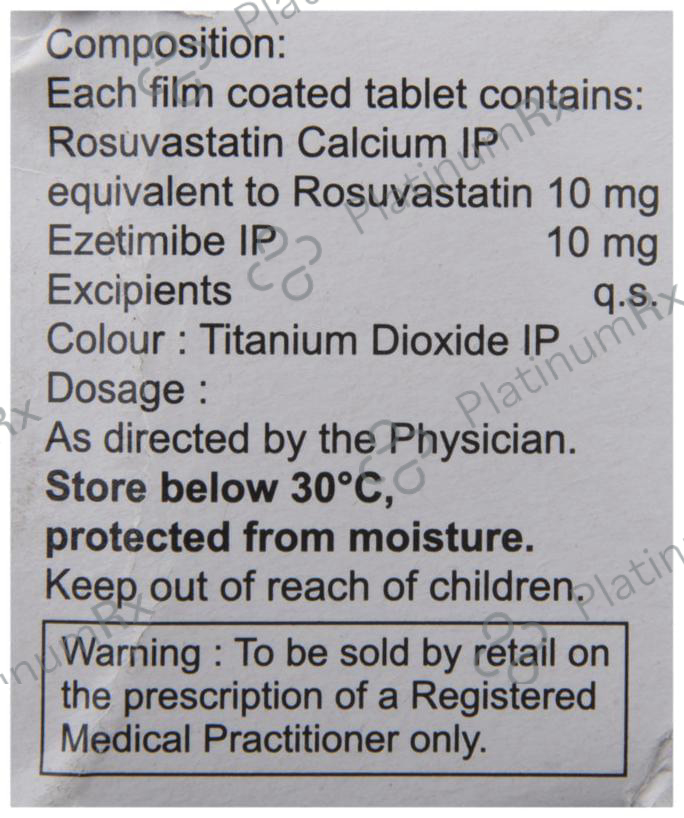 Composition:
Each film coated tablet contains:
Rosuvastatin Calcium IP
equivalent to Rosuvastatin 10 mg
Ezetimibe IP 10 mg
Excipients q.s.
Colour : Titanium Dioxide IP
Dosage :
As directed by the Physician.
Store below 30°C,
protected from moisture.
Keep out of reach of children.
Warning : To be sold by retail on
the prescription of a Registered
Medical Practitioner only.
PlatinumRx
PlatinumRx